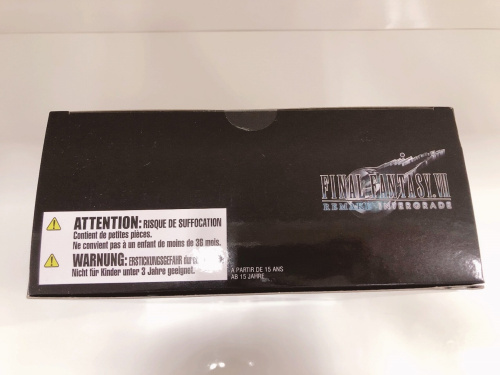 FINAL FANTASY VII
REMAKE INTERGRADE
ATTENTION: RISQUE DE SUFFOCATION
Contient de petites pièces.
Ne convient pas à un enfant de moins de 36 mois.
WARNUNG: ERSTICKUNGSGEFAHR
Nicht für Kinder unter 3 Jahre geeignet.
A PARTIR DE 15 ANS
AB 15 JAHRE